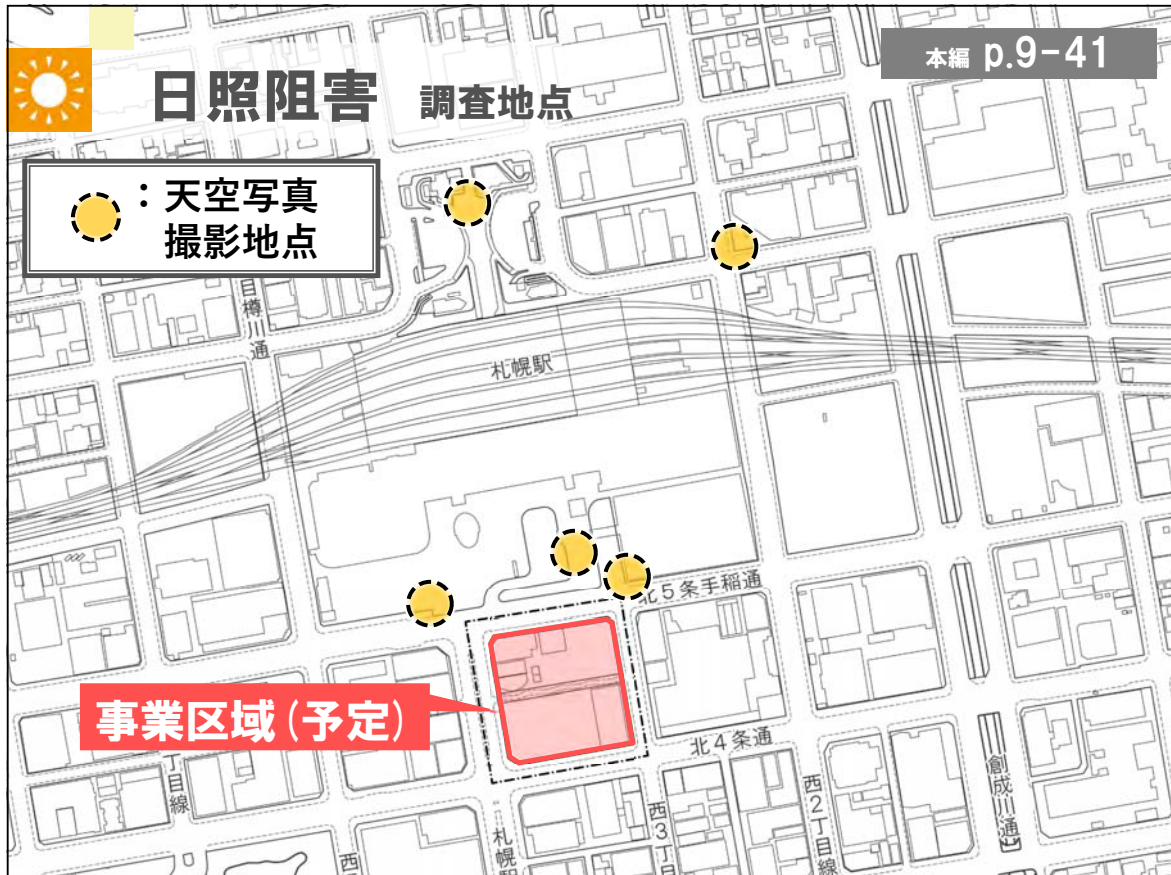 本編 p.9-41
日照阻害 調査地点
：天空写真
撮影地点
目樽川通
札幌駅
北5条手稲通
事業区域(予定)
北4条通
丁目線
西
札幌駅
西3丁
西2丁目線
創成川通